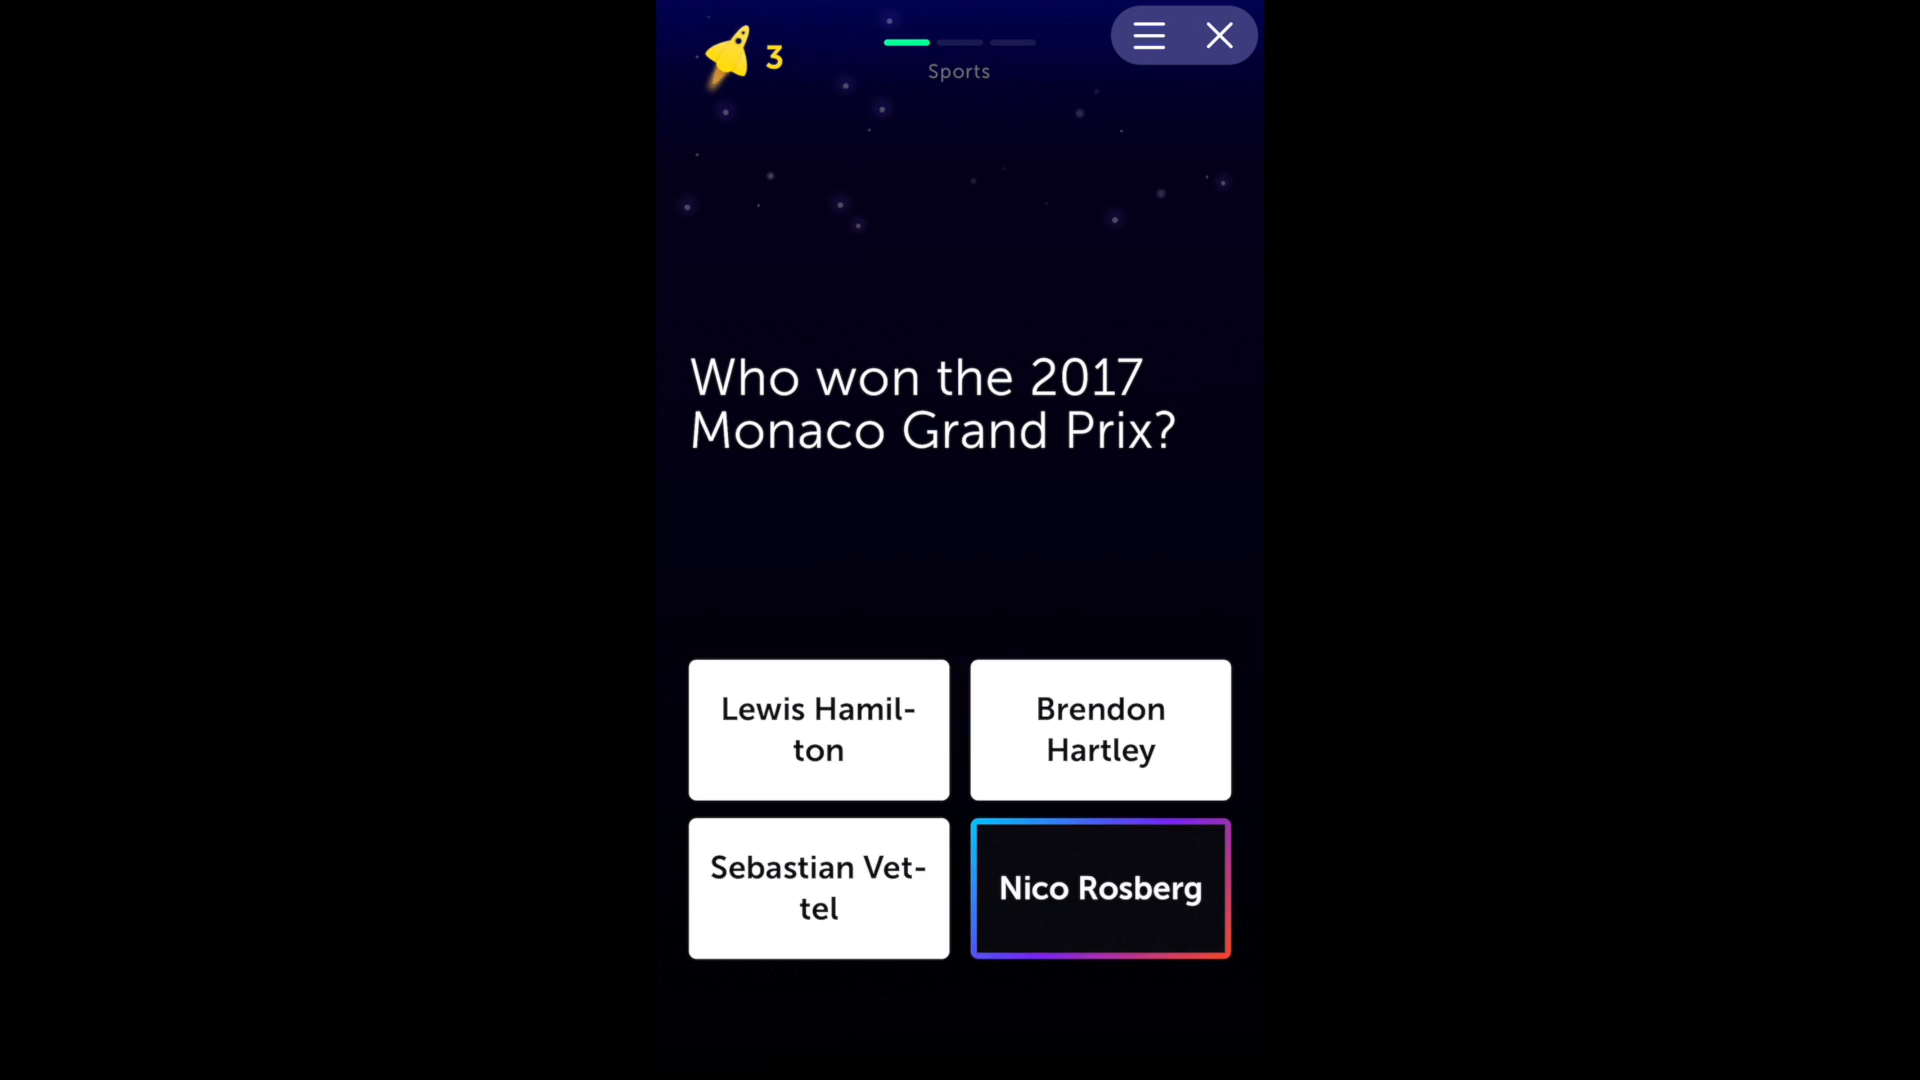 3
Sports
Who won the 2017
Monaco Grand Prix?
Lewis Hamil-
ton
Brendon
Hartley
Sebastian Vet-
tel
Nico Rosberg